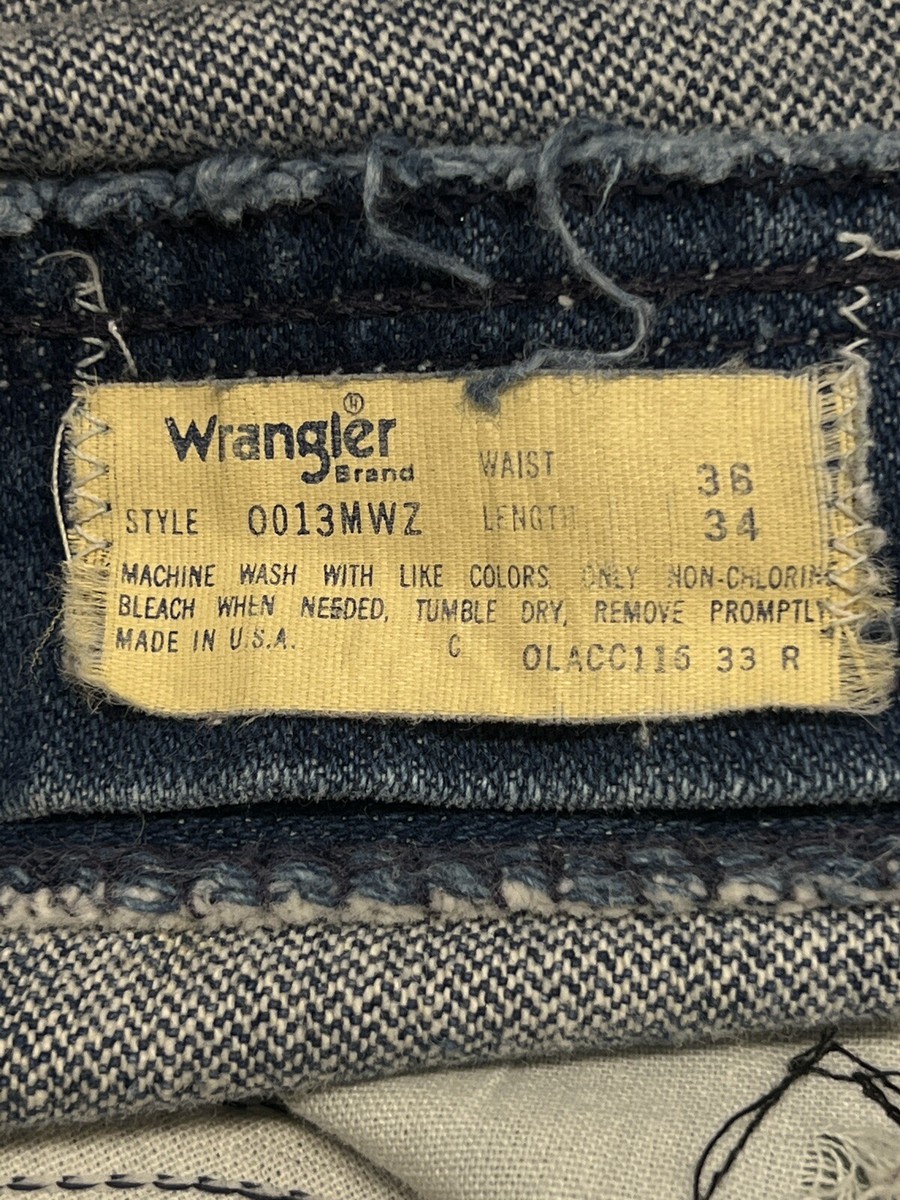 Wrangler ®
Brand
WAIST 36
STYLE 0013MWZ LENGTH 34
MACHINE WASH WITH LIKE COLORS ONLY NON-CHLORINE
BLEACH WHEN NEEDED, TUMBLE DRY, REMOVE PROMPTLY
MADE IN U.S.A. C OLACC116 33 R